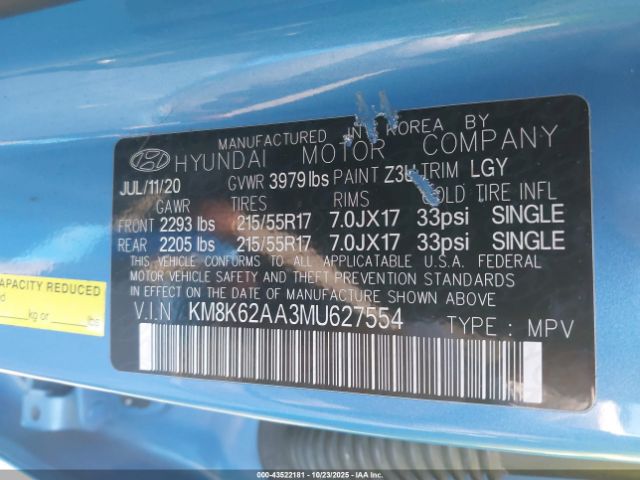 MANUFACTURED IN KOREA BY
HYUNDAI MOTOR COMPANY
JUL/11/20 GVWR 3979 lbs PAINT TRIM LGY
GAWR TIRES RIMS COLD TIRE INFL
FRONT 2293 lbs 215/55R17 7.0JX17 33psi SINGLE
REAR 2205 lbs 215/55R17 7.0JX17 33psi SINGLE
THIS VEHICLE CONFORMS TO ALL APPLICATABLE U.S.A. FEDERAL
MOTOR VEHICLE SAFETY AND THEFT PREVENTION STANDARDS
IN EFFECT ON THE DATE OF MANUFACTURE SHOWN ABOVE
V.I.N KM8K62AA3MU627554 TYPE : MPV
CAPACITY REDUCED
kg or lbs
IAA
© IAA 000-43522181 - 10/23/2025 - IAAI.COM